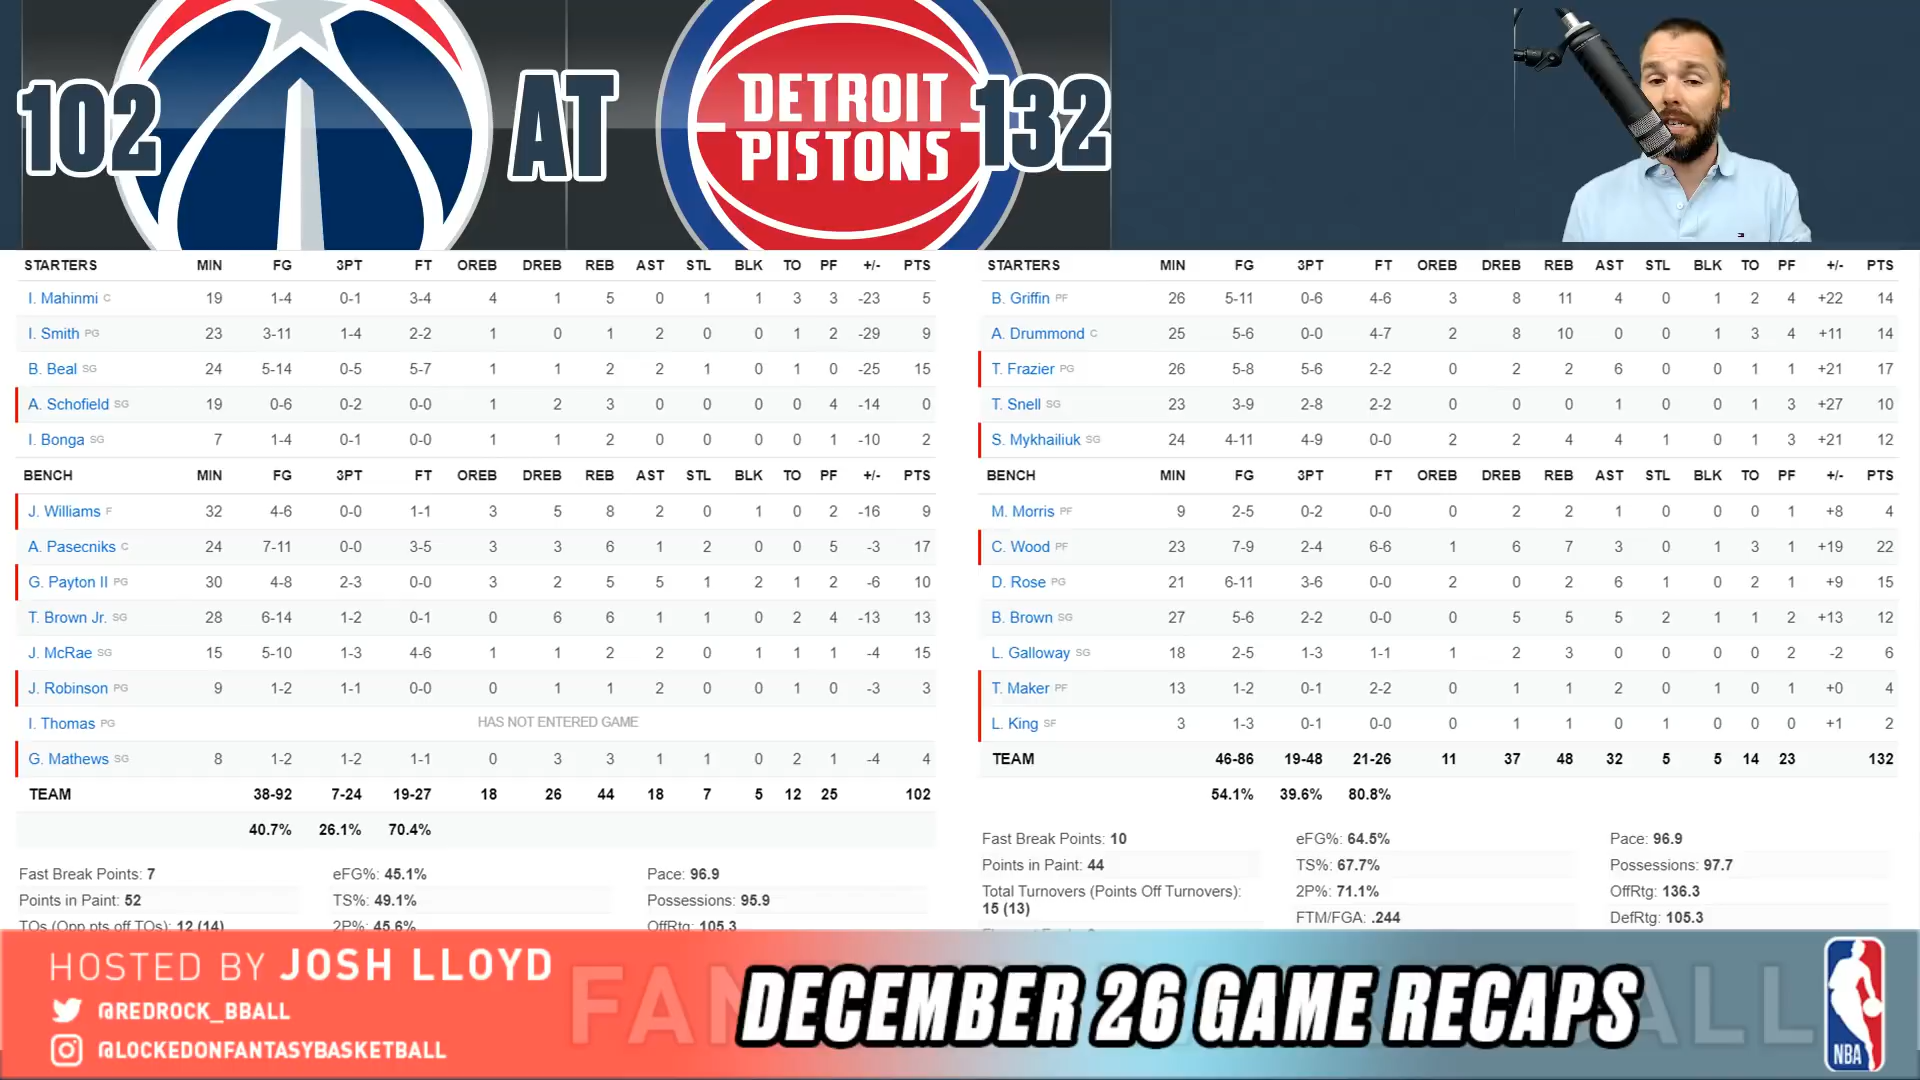 102 AT DETROIT PISTONS 132
STARTERS MIN FG 3PT FT OREB DREB REB AST STL BLK TO PF +/- PTS
I. Mahinmi C 19 1-4 0-1 3-4 4 1 5 0 1 1 3 3 -23 5
I. Smith PG 23 3-11 1-4 2-2 1 0 1 2 0 0 1 2 -29 9
B. Beal SG 24 5-14 0-5 5-7 1 1 2 2 1 0 1 0 -25 15
A. Schofield SG 19 0-6 0-2 0-0 1 2 3 0 0 0 0 4 -14 0
I. Bonga SG 7 1-4 0-1 0-0 1 1 2 0 0 0 0 1 -10 2
BENCH MIN FG 3PT FT OREB DREB REB AST STL BLK TO PF +/- PTS
J. Williams F 32 4-6 0-0 1-1 3 5 8 2 0 1 0 2 -16 9
A. Pasecniks C 24 7-11 0-0 3-5 3 3 6 1 2 0 0 5 -3 17
G. Payton II PG 30 4-8 2-3 0-0 3 2 5 5 1 2 1 2 -6 10
T. Brown Jr. SG 28 6-14 1-2 0-1 0 6 6 1 1 0 2 4 -13 13
J. McRae SG 15 5-10 1-3 4-6 1 1 2 2 0 1 1 1 -4 15
J. Robinson PG 9 1-2 1-1 0-0 0 1 1 2 0 0 1 0 -3 3
I. Thomas PG HAS NOT ENTERED GAME
G. Mathews SG 8 1-2 1-2 1-1 0 3 3 1 1 0 2 1 -4 4
TEAM 38-92 7-24 19-27 18 26 44 18 7 5 12 25 102
40.7% 26.1% 70.4%
Fast Break Points: 7 eFG%: 45.1% Pace: 96.9
Points in Paint: 52 TS%: 49.1% Possessions: 95.9
TOs (Opp pts off TOs): 12 (14) 2P%: 45.6% OffRtg: 105.3
STARTERS MIN FG 3PT FT OREB DREB REB AST STL BLK TO PF +/- PTS
B. Griffin PF 26 5-11 0-6 4-6 3 8 11 4 0 1 2 4 +22 14
A. Drummond C 25 5-6 0-0 4-7 2 8 10 0 0 1 3 4 +11 14
T. Frazier PG 26 5-8 5-6 2-2 0 2 2 6 0 0 1 1 +21 17
T. Snell SG 23 3-9 2-8 2-2 0 0 0 1 0 0 1 3 +27 10
S. Mykhailiuk SG 24 4-11 4-9 0-0 2 2 4 4 1 0 1 3 +21 12
BENCH MIN FG 3PT FT OREB DREB REB AST STL BLK TO PF +/- PTS
M. Morris PF 9 2-5 0-2 0-0 0 2 2 1 0 0 0 1 +8 4
C. Wood PF 23 7-9 2-4 6-6 1 6 7 3 0 1 3 1 +19 22
D. Rose PG 21 6-11 3-6 0-0 2 0 2 6 1 0 2 1 +9 15
B. Brown SG 27 5-6 2-2 0-0 0 5 5 5 2 1 1 2 +13 12
L. Galloway SG 18 2-5 1-3 1-1 1 2 3 0 0 0 0 2 -2 6
T. Maker PF 13 1-2 0-1 2-2 0 1 1 2 0 1 0 1 +0 4
L. King SF 3 1-3 0-1 0-0 0 1 1 0 1 0 0 0 +1 2
TEAM 46-86 19-48 21-26 11 37 48 32 5 5 14 23 132
54.1% 39.6% 80.8%
Fast Break Points: 10 eFG%: 64.5% Pace: 96.9
Points in Paint: 44 TS%: 67.7% Possessions: 97.7
Total Turnovers (Points Off Turnovers): 2P%: 71.1% OffRtg: 136.3
15 (13) FTM/FGA: .244 DefRtg: 105.3
HOSTED BY JOSH LLOYD
@REDROCK_BBALL
@LOCKEDONFANTASYBASKETBALL
DECEMBER 26 GAME RECAPS
NBA